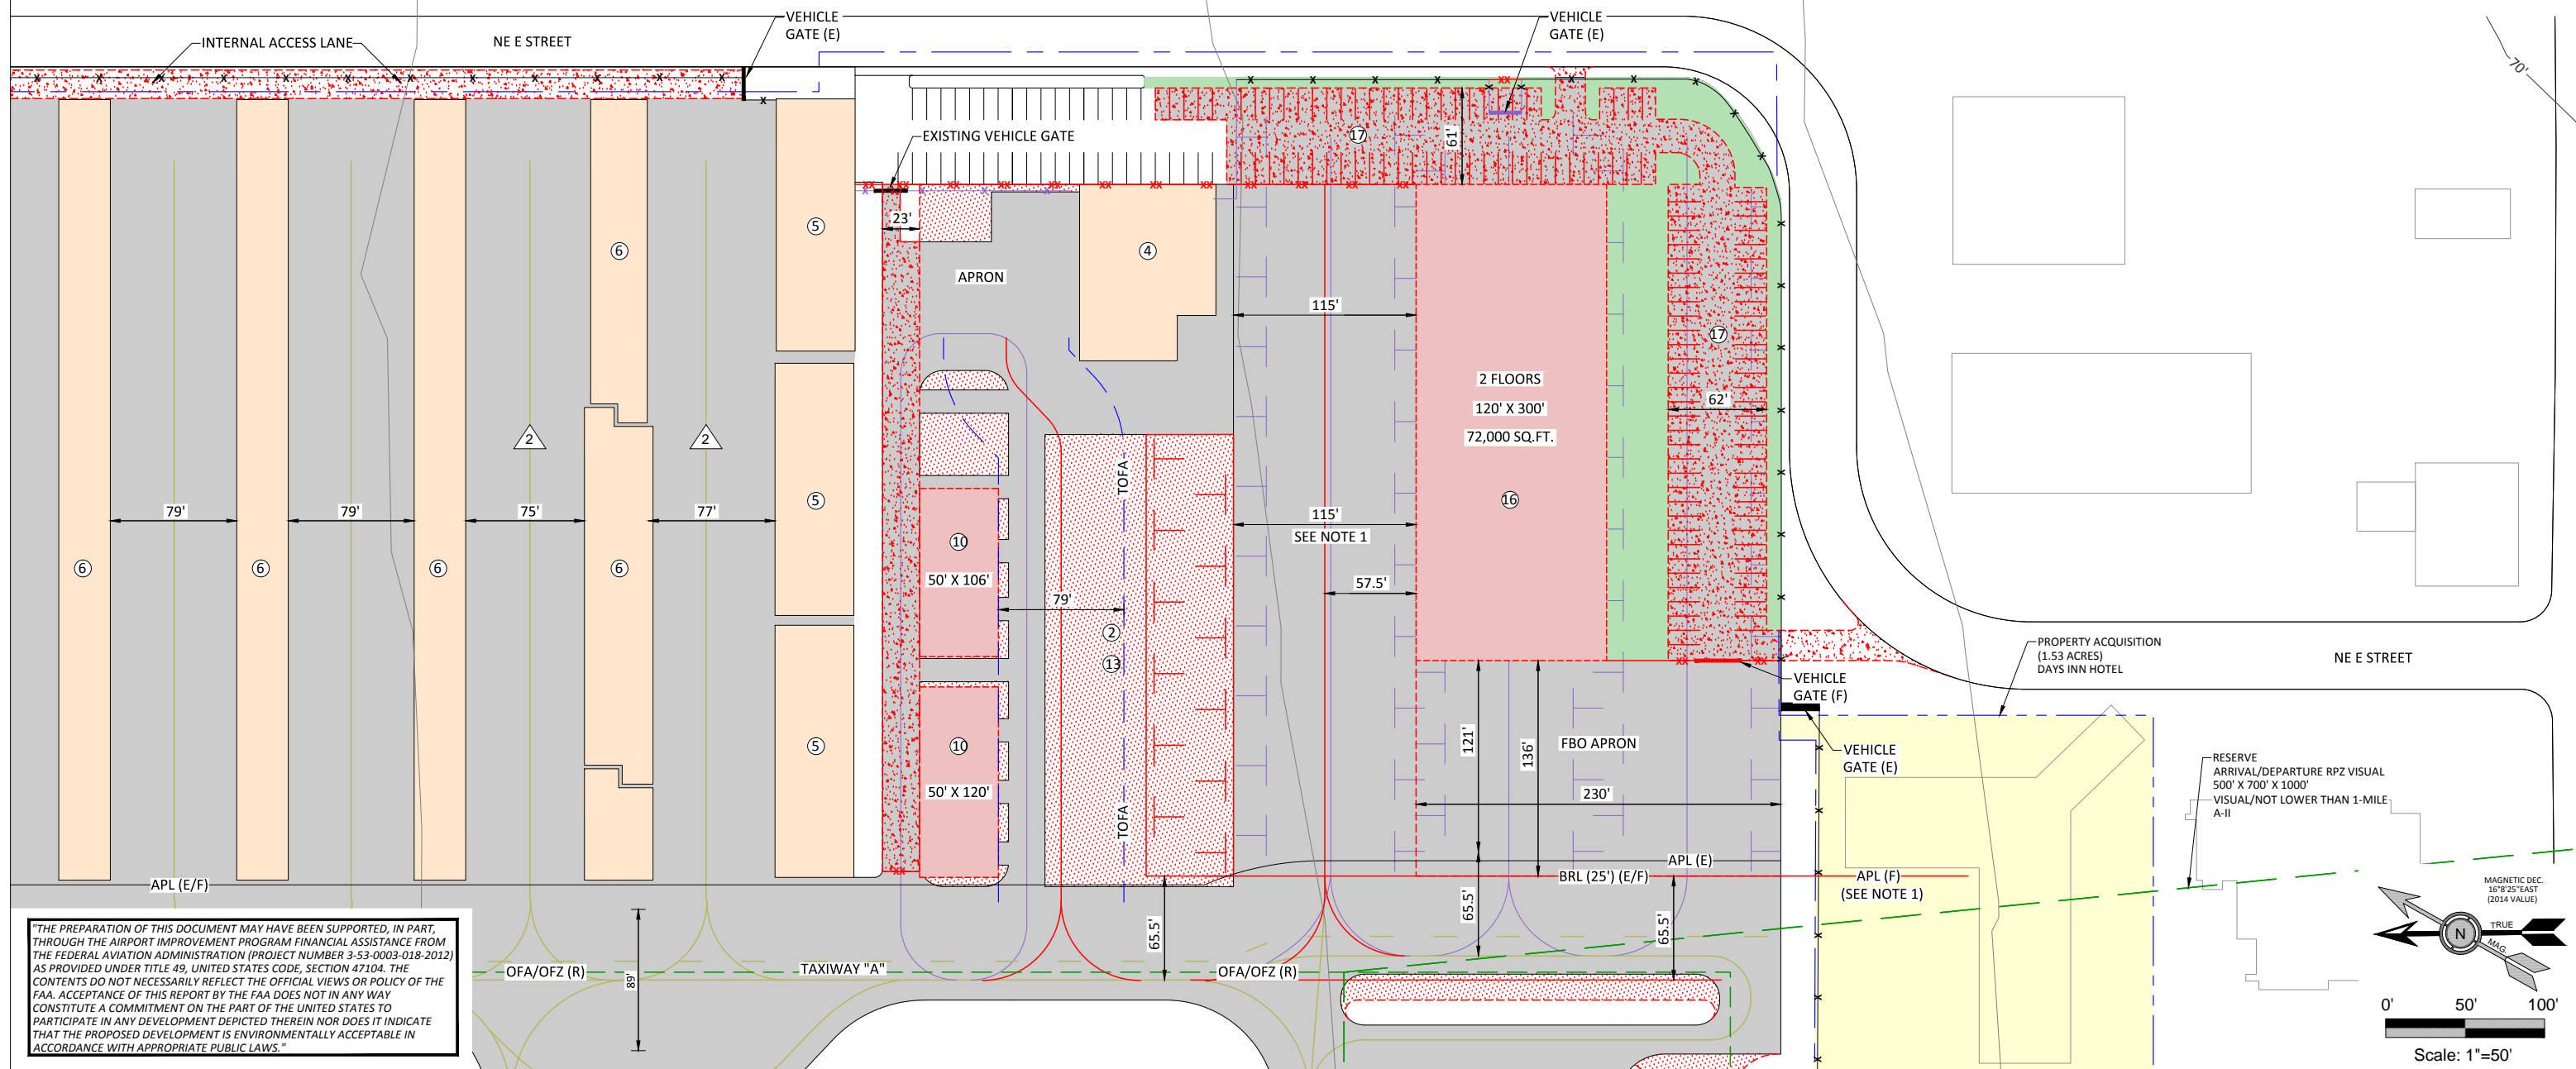 VEHICLE
GATE (E)
VEHICLE
GATE (E)
INTERNAL ACCESS LANE
NE E STREET
70'
EXISTING VEHICLE GATE
17
61'
23'
5
6
4
APRON
115'
17
2 FLOORS
120' X 300'
72,000 SQ.FT.
62'
2
2
79'
79'
75'
77'
5
16
115'
SEE NOTE 1
TOFA
10
50' X 106'
57.5'
79'
6
6
6
6
2
13
PROPERTY ACQUISITION
(1.53 ACRES)
DAYS INN HOTEL
NE E STREET
VEHICLE
GATE (F)
5
10
50' X 120'
121'
136'
FBO APRON
VEHICLE
GATE (E)
RESERVE
ARRIVAL/DEPARTURE RPZ VISUAL
500' X 700' X 1000'
VISUAL/NOT LOWER THAN 1-MILE
A-II
230'
TOFA
APL (E)
APL (E/F)
BRL (25') (E/F)
APL (F)
(SEE NOTE 1)
MAGNETIC DEC.
16°8'25"EAST
(2014 VALUE)
TRUE
N
MAG.
65.5'
65.5'
65.5'
"THE PREPARATION OF THIS DOCUMENT MAY HAVE BEEN SUPPORTED, IN PART,
THROUGH THE AIRPORT IMPROVEMENT PROGRAM FINANCIAL ASSISTANCE FROM
THE FEDERAL AVIATION ADMINISTRATION (PROJECT NUMBER 3-53-0003-018-2012)
AS PROVIDED UNDER TITLE 49, UNITED STATES CODE, SECTION 47104. THE
CONTENTS DO NOT NECESSARILY REFLECT THE OFFICIAL VIEWS OR POLICY OF THE
FAA. ACCEPTANCE OF THIS REPORT BY THE FAA DOES NOT IN ANY WAY
CONSTITUTE A COMMITMENT ON THE PART OF THE UNITED STATES TO
PARTICIPATE IN ANY DEVELOPMENT DEPICTED THEREIN NOR DOES IT INDICATE
THAT THE PROPOSED DEVELOPMENT IS ENVIRONMENTALLY ACCEPTABLE IN
ACCORDANCE WITH APPROPRIATE PUBLIC LAWS."
OFA/OFZ (R)
89'
TAXIWAY "A"
OFA/OFZ (R)
0' 50' 100'
Scale: 1"=50'